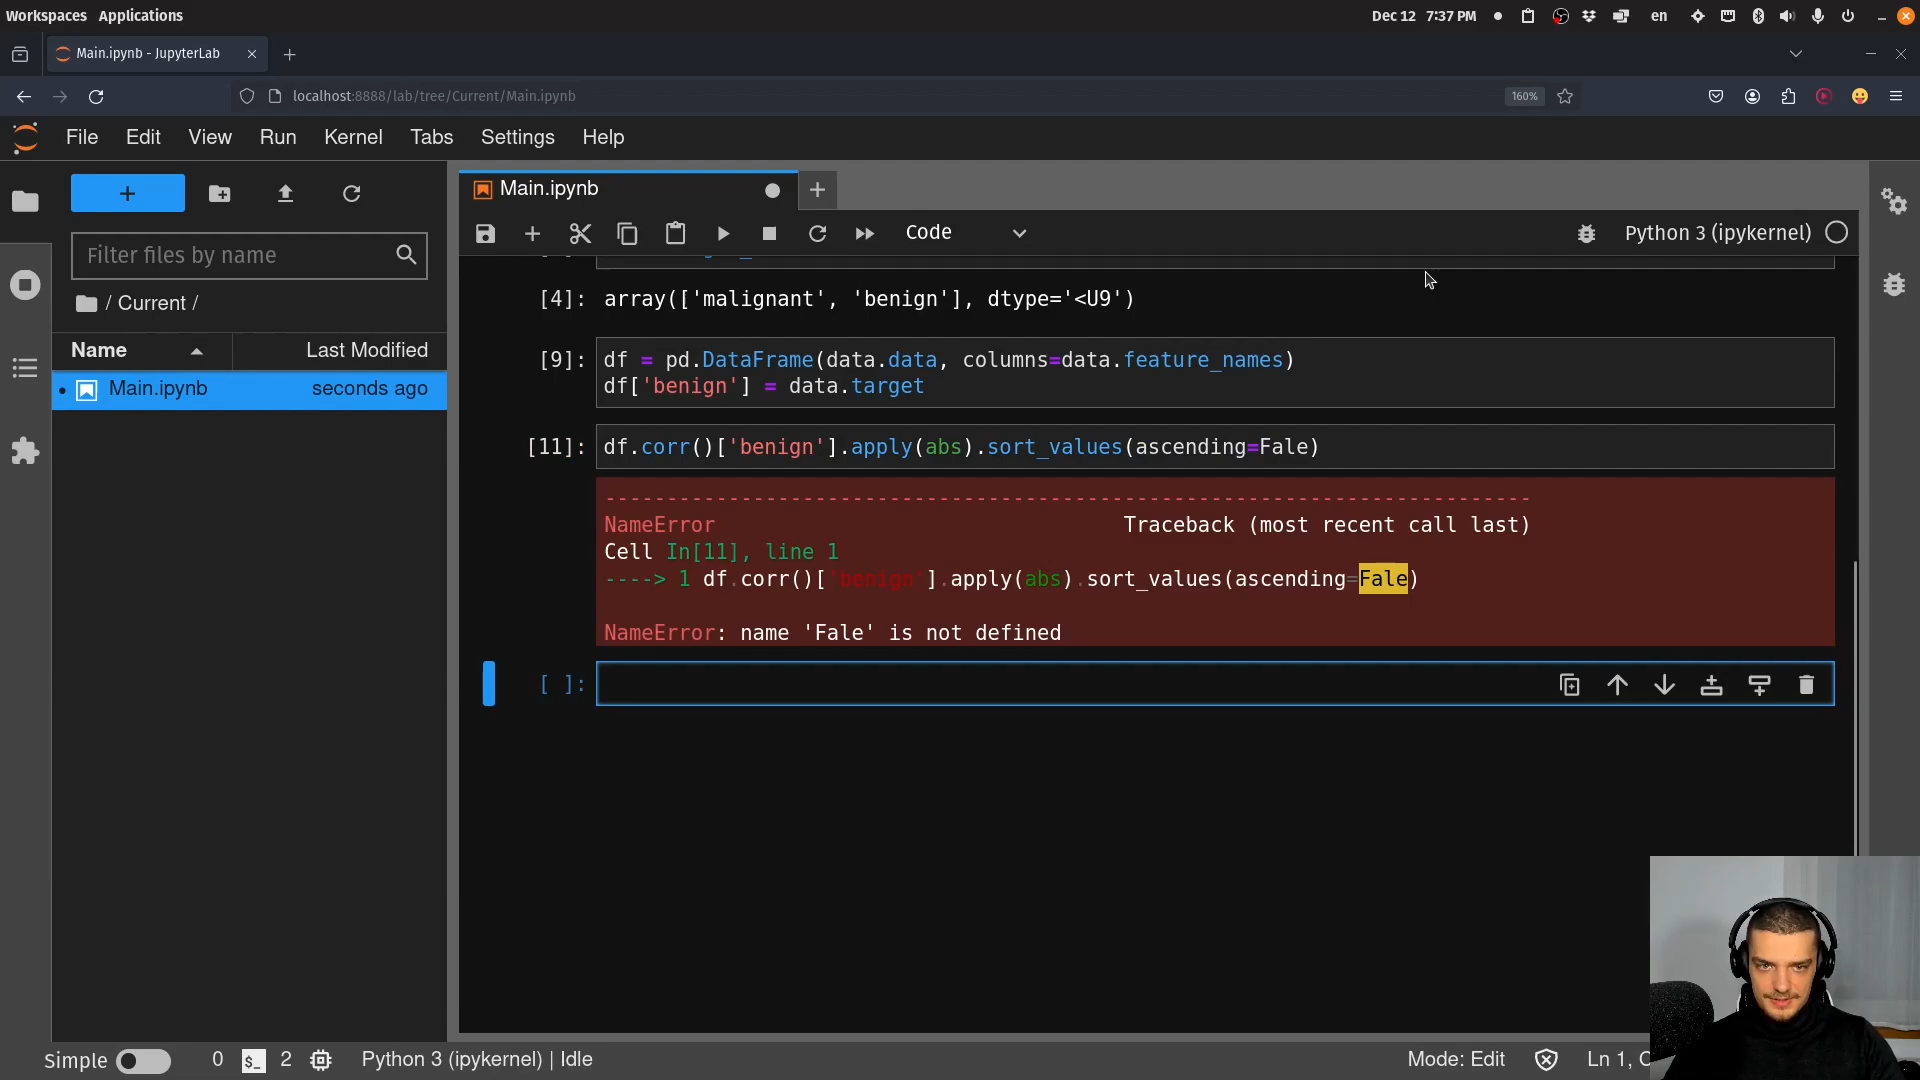 Workspaces Applications
Dec 12 7:37 PM
en
Main.ipynb - JupyterLab
localhost:8888/lab/tree/Current/Main.ipynb
160%
File Edit View Run Kernel Tabs Settings Help
Main.ipynb
Code
Python 3 (ipykernel)
Filter files by name
/ Current /
Name Last Modified
Main.ipynb seconds ago
[4]: array(['malignant', 'benign'], dtype='<U9')
[9]: df = pd.DataFrame(data.data, columns=data.feature_names)
df['benign'] = data.target
[11]: df.corr()['benign'].apply(abs).sort_values(ascending=Fale)
---------------------------------------------------------------------------
NameError Traceback (most recent call last)
Cell In[11], line 1
----> 1 df.corr()['benign'].apply(abs).sort_values(ascending=Fale)
NameError: name 'Fale' is not defined
[ ]:
Simple 0 $_ 2 Python 3 (ipykernel) | Idle
Mode: Edit Ln 1, C